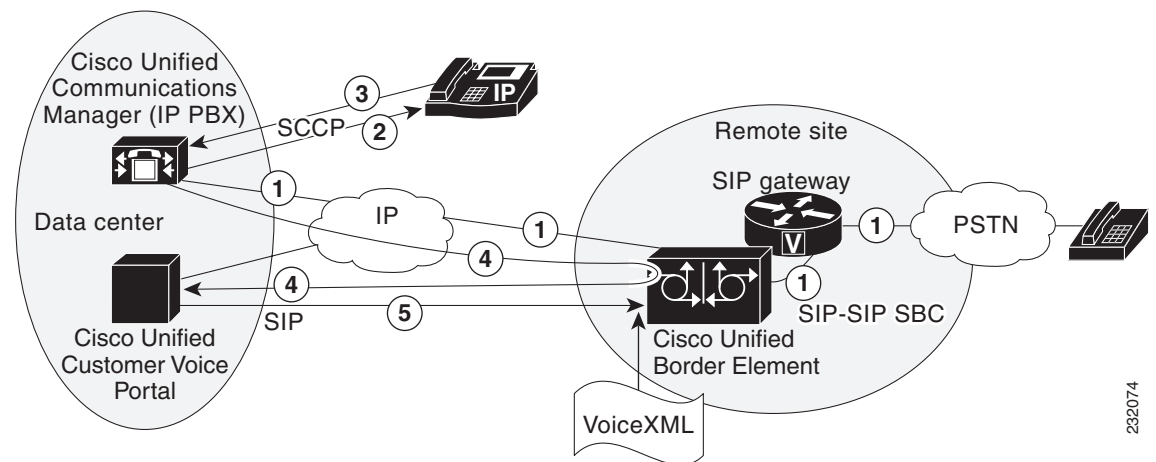 Cisco Unified
Communications
Manager (IP PBX)
3
SCCP
2
IP
Remote site
SIP gateway
1
IP
1
V
1
PSTN
Data center
4
4
1
SIP-SIP SBC
5
SIP
Cisco Unified
Customer Voice
Portal
Cisco Unified
Border Element
VoiceXML
232074